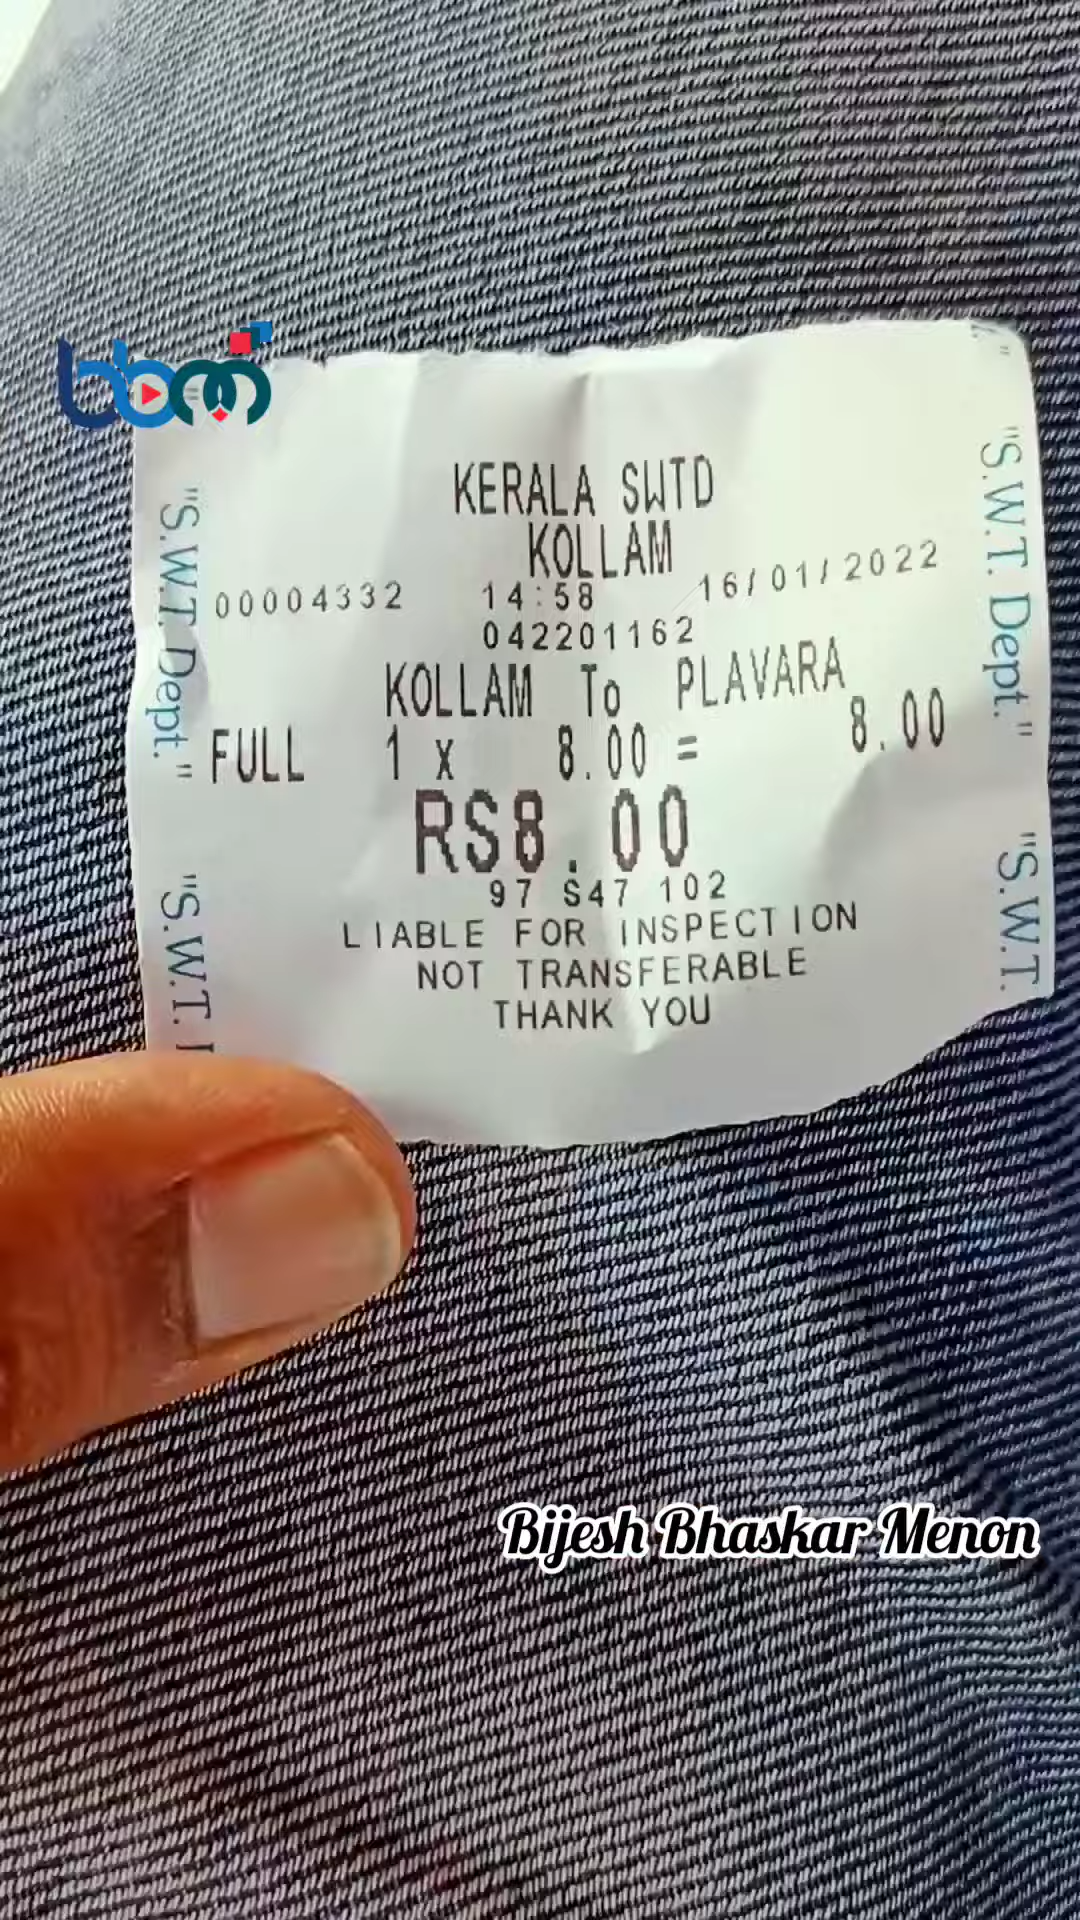 bbm
KERALA SWTD
KOLLAM
00004332 14:58 16/01/2022
042201162
KOLLAM To PLAVARA
FULL 1 x 8.00 = 8.00
RS8.00
97 S47 102
LIABLE FOR INSPECTION
NOT TRANSFERABLE
THANK YOU
"S.W.T. Dept."
"S.W.T.
"S.W.T. Dept."
"S.W.T.
Bijesh Bhaskar Menon